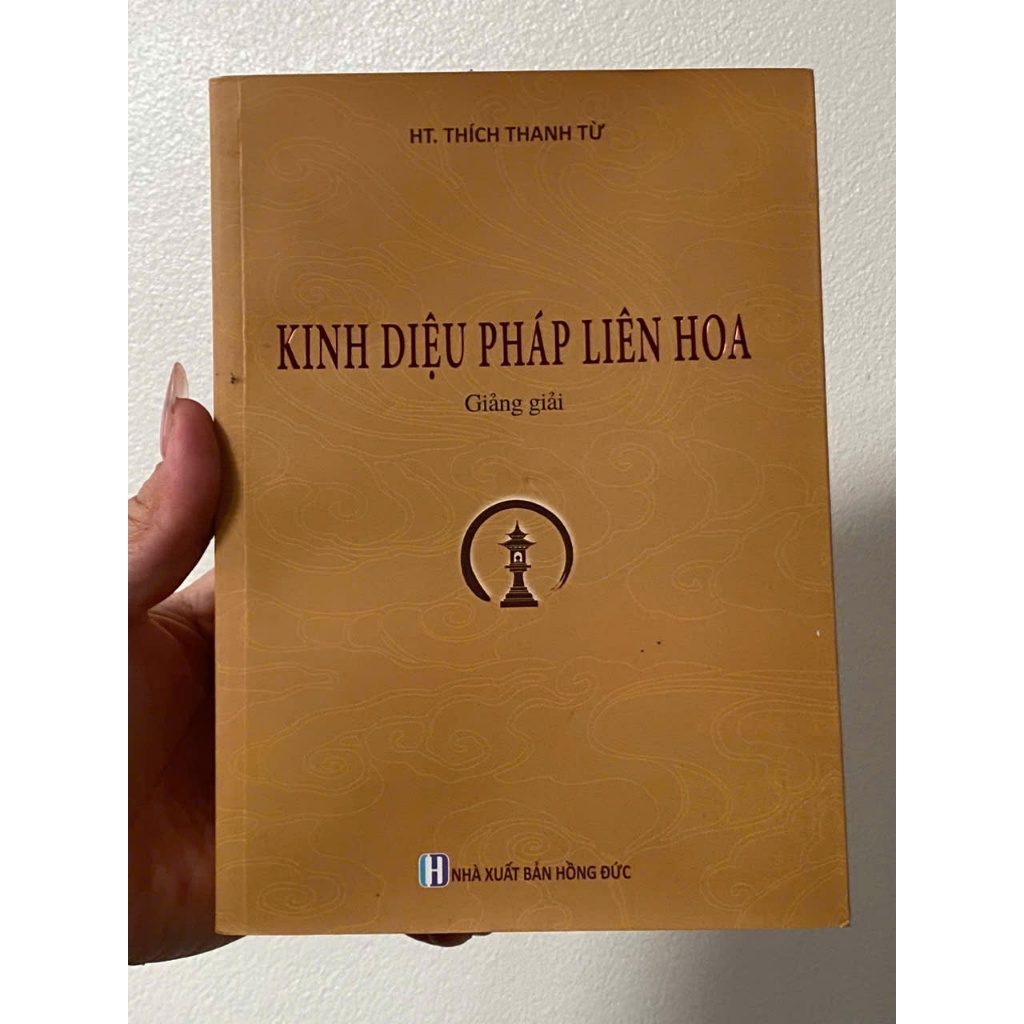 HT. THÍCH THANH TỪ
KINH DIỆU PHÁP LIÊN HOA
Giảng giải
NHÀ XUẤT BẢN HỒNG ĐỨC